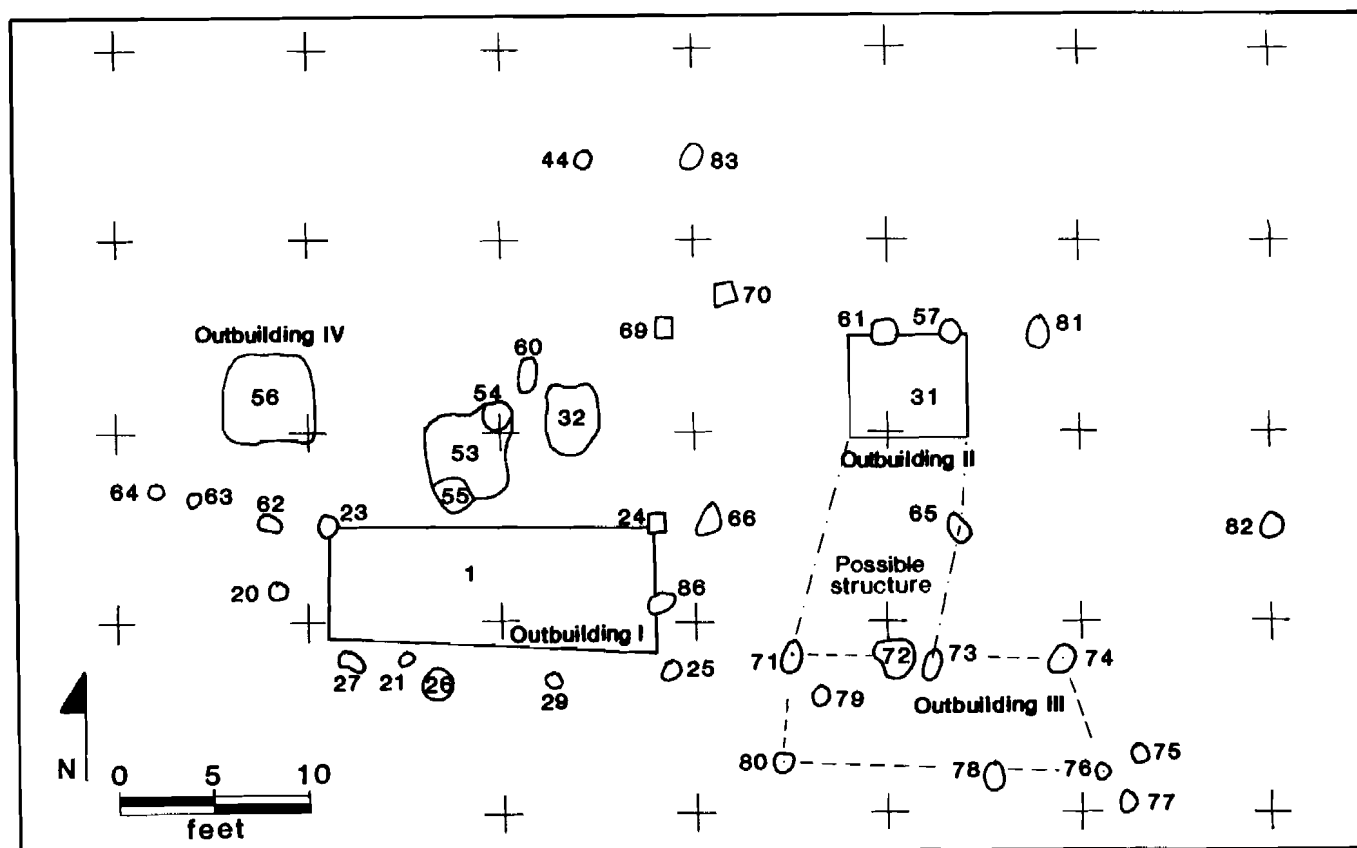 44 83
70
69
Outbuilding IV
61 57 81
60
56 54 32 31
53
Outbuilding II
55
64 63 62 23 24 66 65 82
1
Possible
structure
20 86
Outbuilding I
27 21 26 29 25 71 72 73 74
79 Outbuilding III
80 78 76 75
77
N
0 5 10
feet